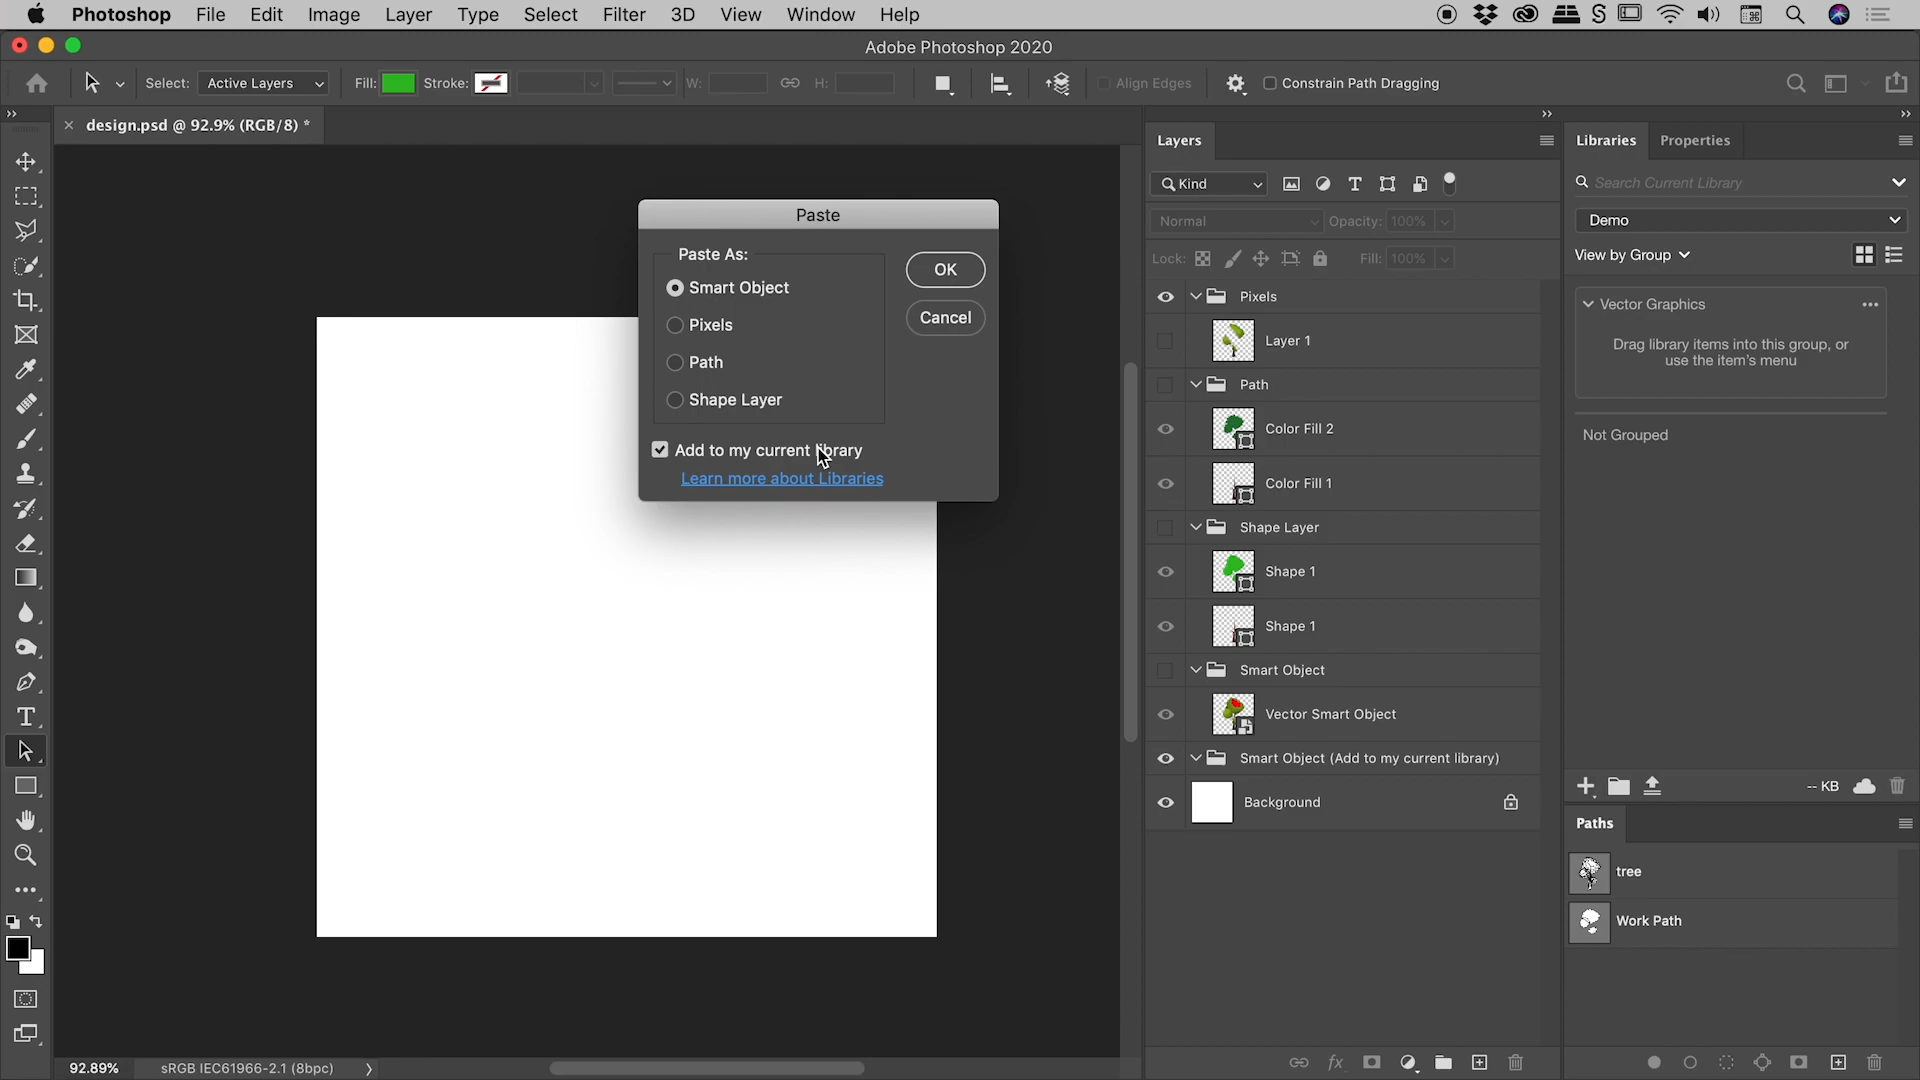 Photoshop File Edit Image Layer Type Select Filter 3D View Window Help
Adobe Photoshop 2020
Select: Active Layers Fill: Stroke: W: H: Align Edges Constrain Path Dragging
design.psd @ 92.9% (RGB/8) *
Paste
Paste As:
Smart Object
Pixels
Path
Shape Layer
OK
Cancel
Add to my current library
Learn more about Libraries
Layers
Kind
Normal Opacity: 100%
Lock: Fill: 100%
Pixels
Layer 1
Path
Color Fill 2
Color Fill 1
Shape Layer
Shape 1
Shape 1
Smart Object
Vector Smart Object
Smart Object (Add to my current library)
Background
Libraries Properties
Search Current Library
Demo
View by Group
Vector Graphics
Drag library items into this group, or
use the item's menu
Not Grouped
-- KB
Paths
tree
Work Path
92.89% sRGB IEC61966-2.1 (8bpc)